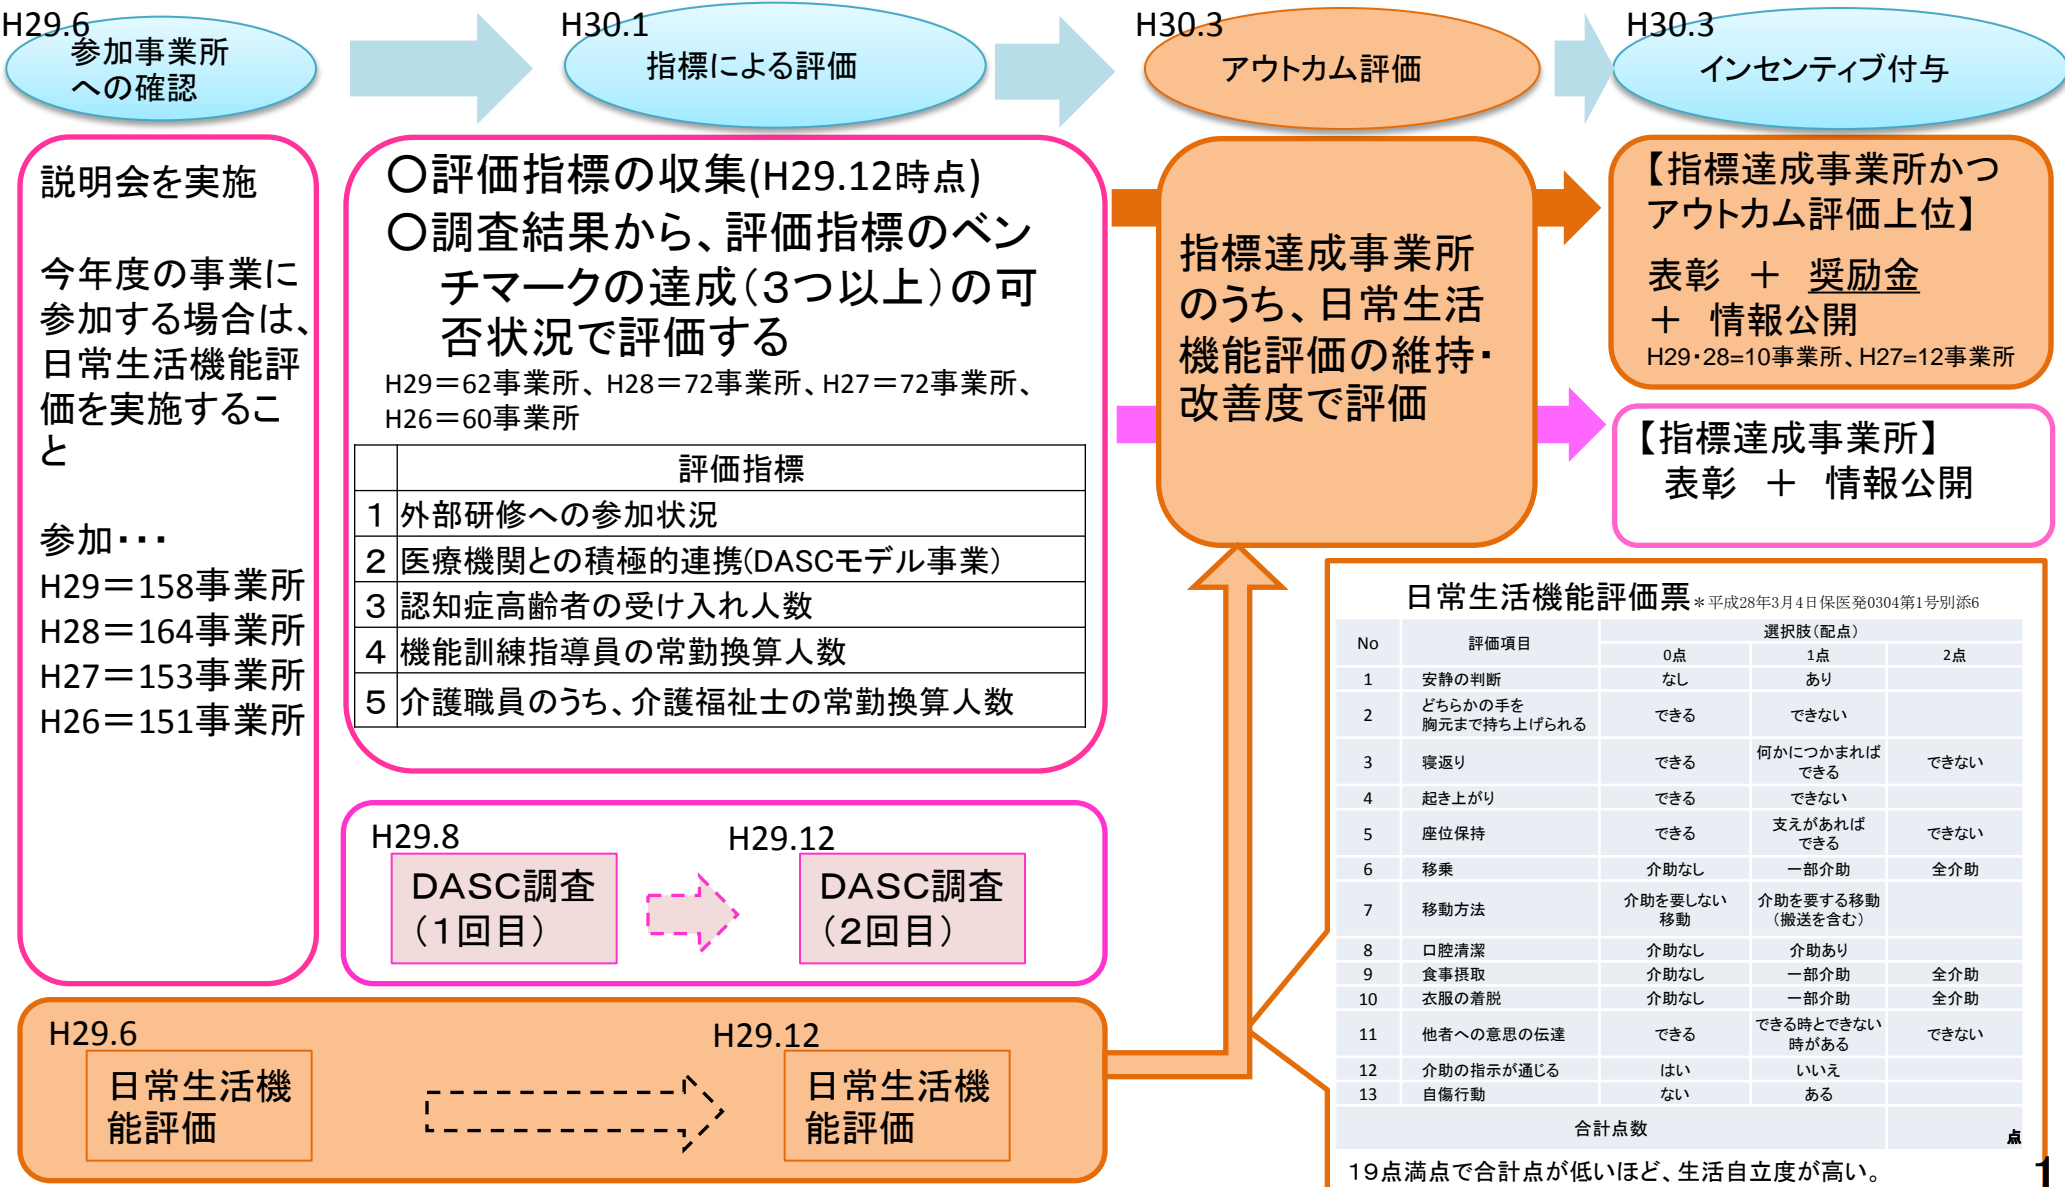 H29.6
参加事業所
への確認
H30.1
指標による評価
H30.3
アウトカム評価
H30.3
インセンティブ付与
説明会を実施
今年度の事業に
参加する場合は、
日常生活機能評
価を実施するこ
と
参加･･･
H29＝158事業所
H28＝164事業所
H27＝153事業所
H26＝151事業所
○評価指標の収集(H29.12時点)
○調査結果から、評価指標のベン
チマークの達成（３つ以上）の可
否状況で評価する
H29＝62事業所、H28＝72事業所、H27＝72事業所、
H26＝60事業所
評価指標
１ 外部研修への参加状況
２ 医療機関との積極的連携(DASCモデル事業)
３ 認知症高齢者の受け入れ人数
４ 機能訓練指導員の常勤換算人数
５ 介護職員のうち、介護福祉士の常勤換算人数
指標達成事業所
のうち、日常生活
機能評価の維持・
改善度で評価
【指標達成事業所かつ
アウトカム評価上位】
表彰 ＋ 奨励金
＋ 情報公開
H29・28=10事業所、H27=12事業所
【指標達成事業所】
表彰 ＋ 情報公開
H29.8
DASC調査
（１回目）
H29.12
DASC調査
（２回目）
H29.6
日常生活機
能評価
H29.12
日常生活機
能評価
日常生活機能評価票＊平成28年3月4日保医発0304第1号別添6
No 評価項目 選択肢（配点）
0点 1点 2点
1 安静の判断 なし あり
2 どちらかの手を
胸元まで持ち上げられる できる できない
3 寝返り できる 何かにつかまれば
できる できない
4 起き上がり できる できない
5 座位保持 できる 支えがあれば
できる できない
6 移乗 介助なし 一部介助 全介助
7 移動方法 介助を要しない
移動 介助を要する移動
（搬送を含む）
8 口腔清潔 介助なし 介助あり
9 食事摂取 介助なし 一部介助 全介助
10 衣服の着脱 介助なし 一部介助 全介助
11 他者への意思の伝達 できる できる時とできない
時がある できない
12 介助の指示が通じる はい いいえ
13 自傷行動 ない ある
合計点数 点
１９点満点で合計点が低いほど、生活自立度が高い。
1